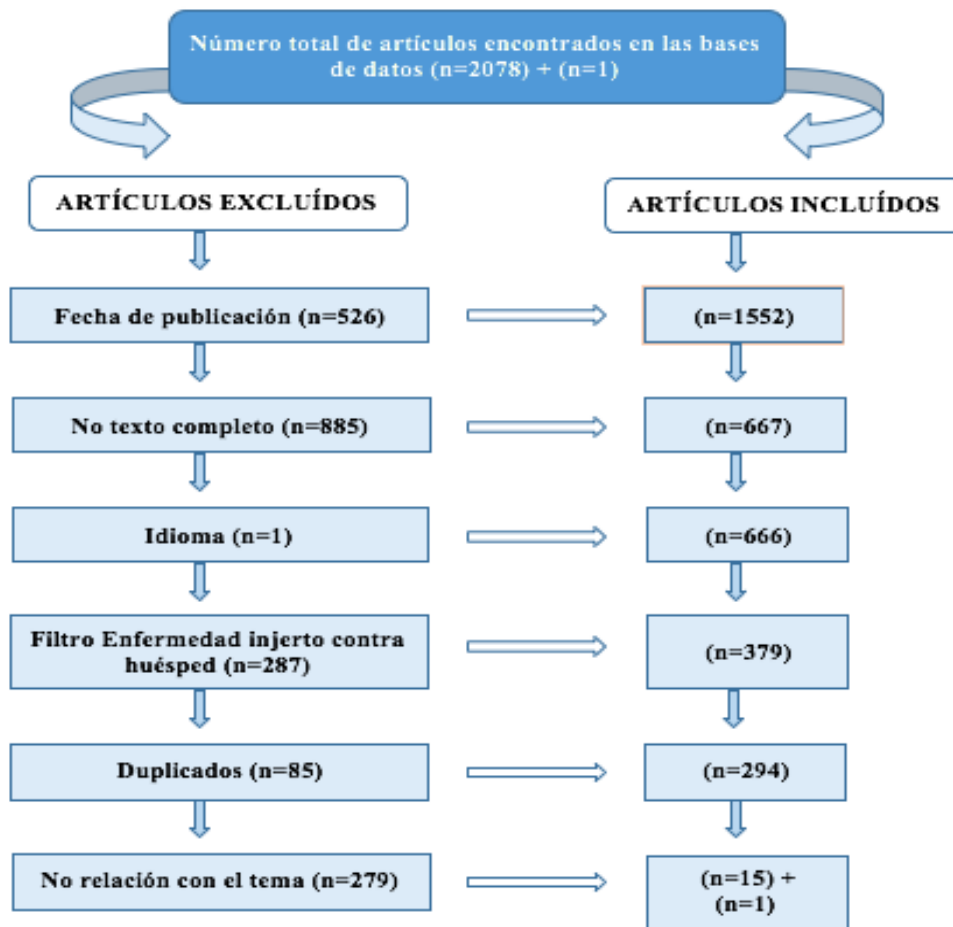 Número total de artículos encontrados en las bases
de datos (n=2078) + (n=1)
ARTÍCULOS EXCLUÍDOS
ARTÍCULOS INCLUÍDOS
Fecha de publicación (n=526)
(n=1552)
No texto completo (n=885)
(n=667)
Idioma (n=1)
(n=666)
Filtro Enfermedad injerto contra
huésped (n=287)
(n=379)
Duplicados (n=85)
(n=294)
No relación con el tema (n=279)
(n=15) +
(n=1)